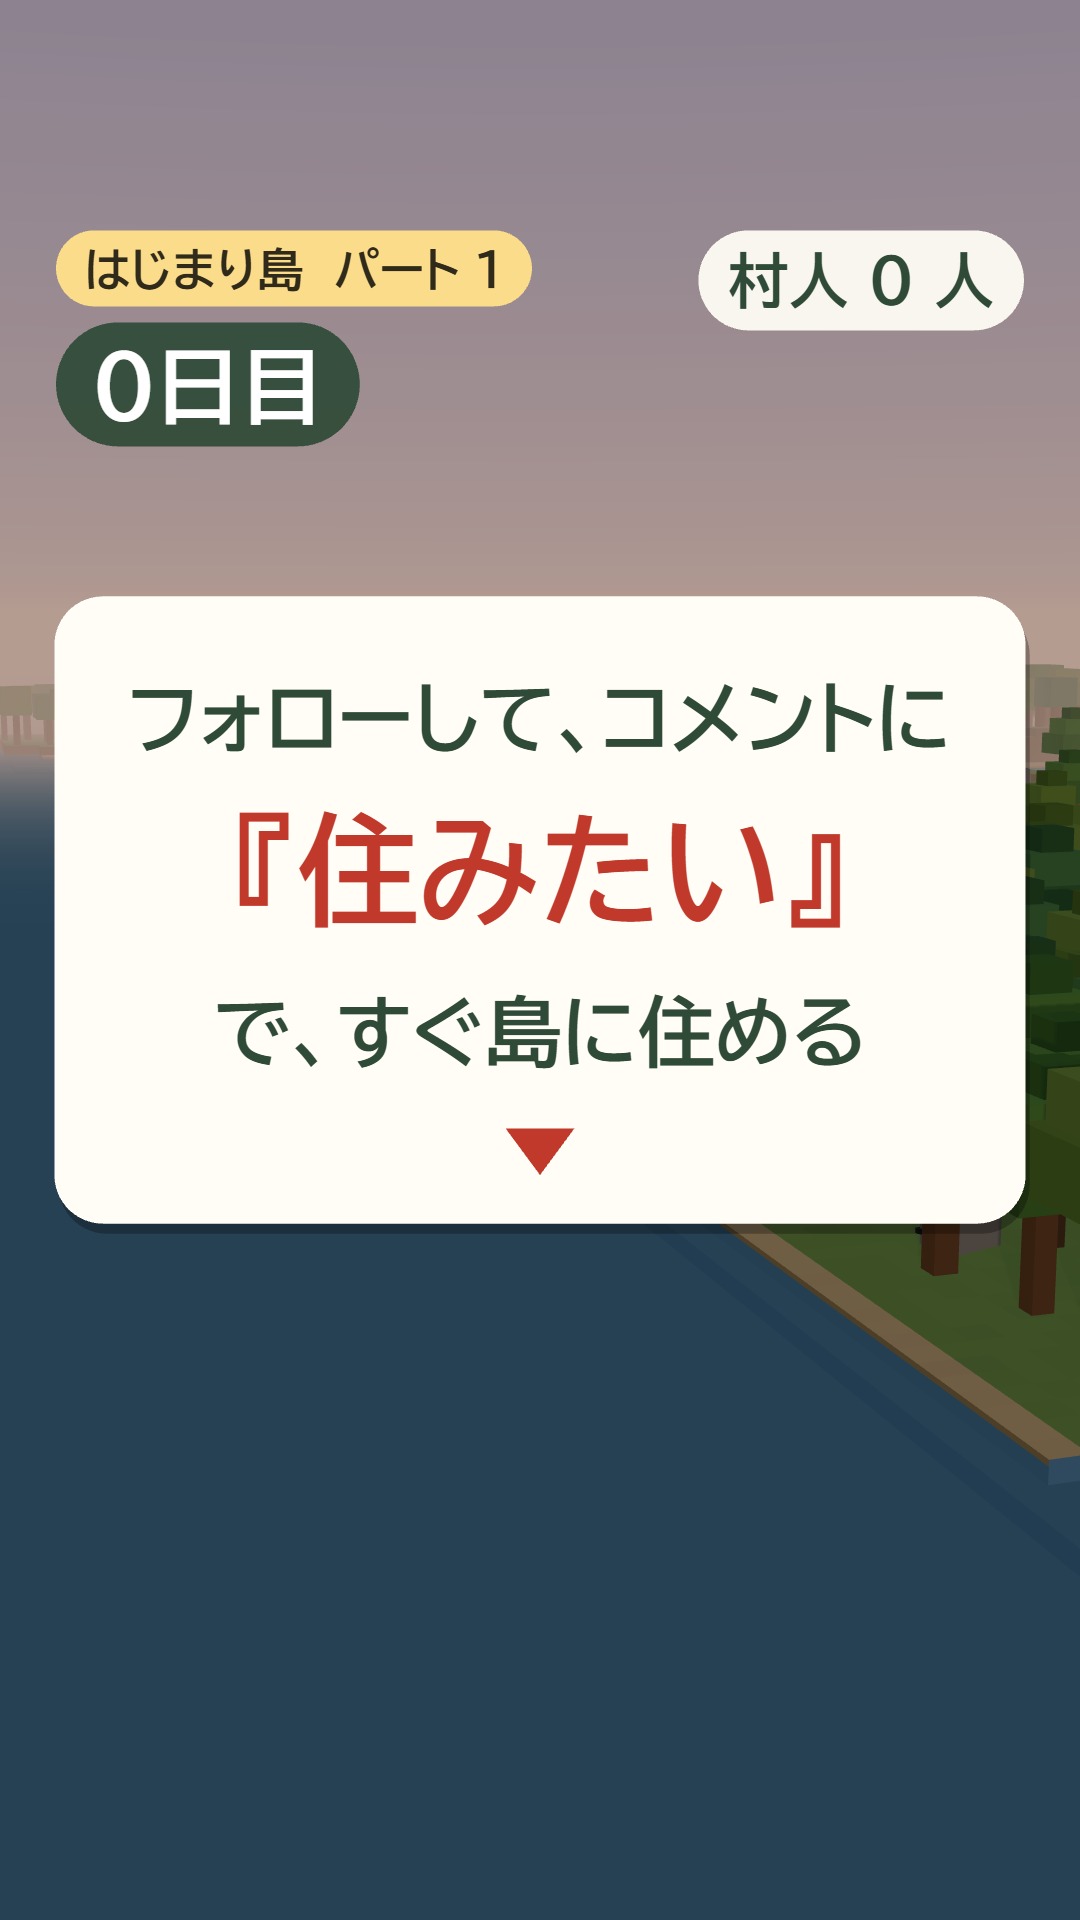 はじまり島 パート 1
村人 0 人
0日目
フォローして、コメントに
『住みたい』
で、すぐ島に住める